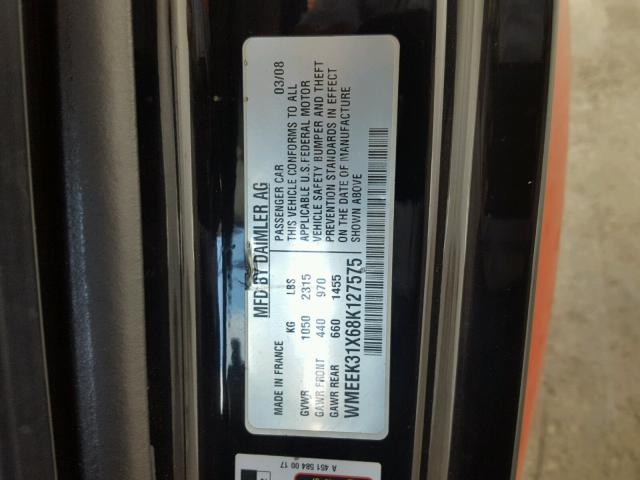 MFD BY DAIMLER AG
MADE IN FRANCE
PASSENGER CAR 03/08
THIS VEHICLE CONFORMS TO ALL
APPLICABLE U.S. FEDERAL MOTOR
VEHICLE SAFETY, BUMPER AND THEFT
PREVENTION STANDARDS IN EFFECT
ON THE DATE OF MANUFACTURE
SHOWN ABOVE
KG LBS
GVWR 1050 2315
GAWR FRONT 440 970
GAWR REAR 660 1455
WMEEK31X68K127575
A 451 584 00 17